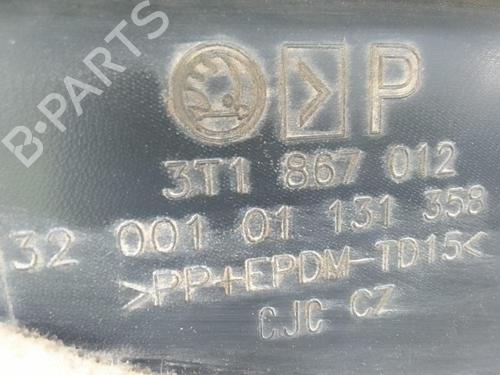 B-PARTS
P
3T1 867 012
32 001 01 131 358
>PP+EPDM-TD15<
CJC CZ